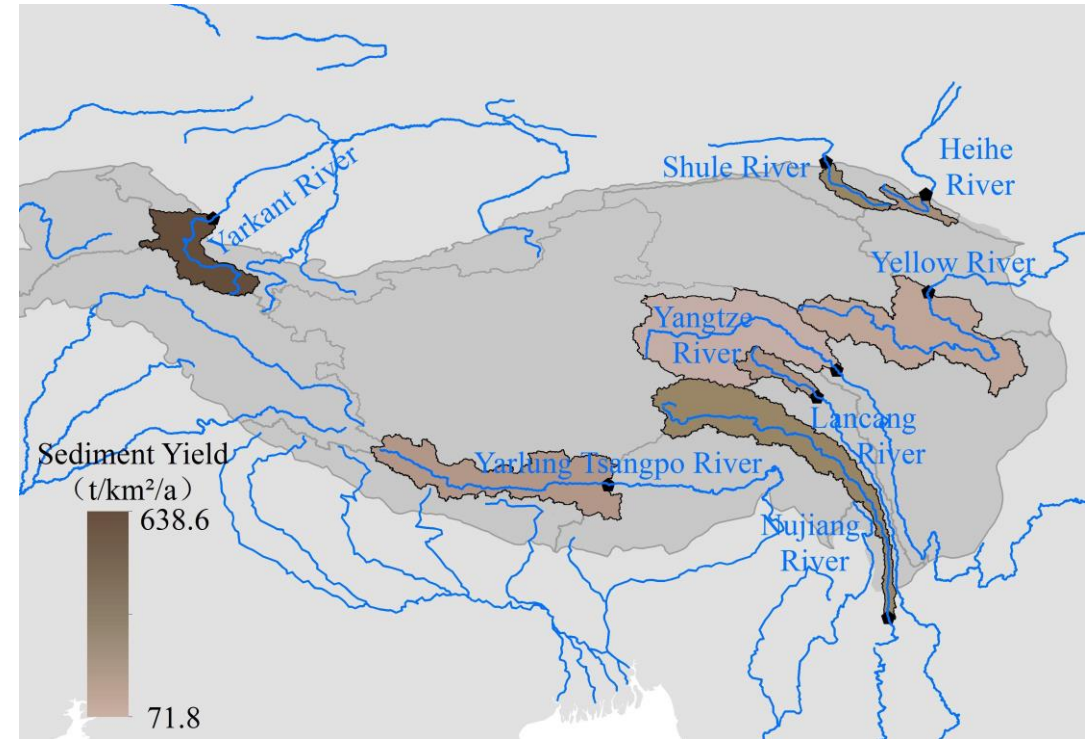 Shule River
Heihe
River
Yarkant River
Yellow River
Yangtze
River
Lancang
River
Yarlung Tsangpo River
Nujiang
River
Sediment Yield
（t/km²/a）
638.6
71.8